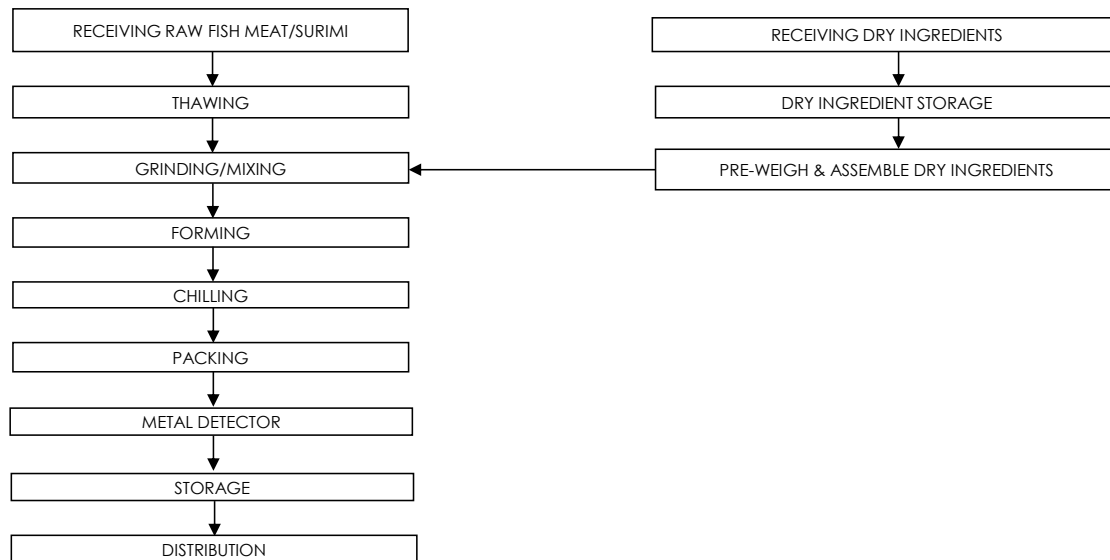 RECEIVING RAW FISH MEAT/SURIMI
THAWING
GRINDING/MIXING
FORMING
CHILLING
PACKING
METAL DETECTOR
STORAGE
DISTRIBUTION
RECEIVING DRY INGREDIENTS
DRY INGREDIENT STORAGE
PRE-WEIGH & ASSEMBLE DRY INGREDIENTS